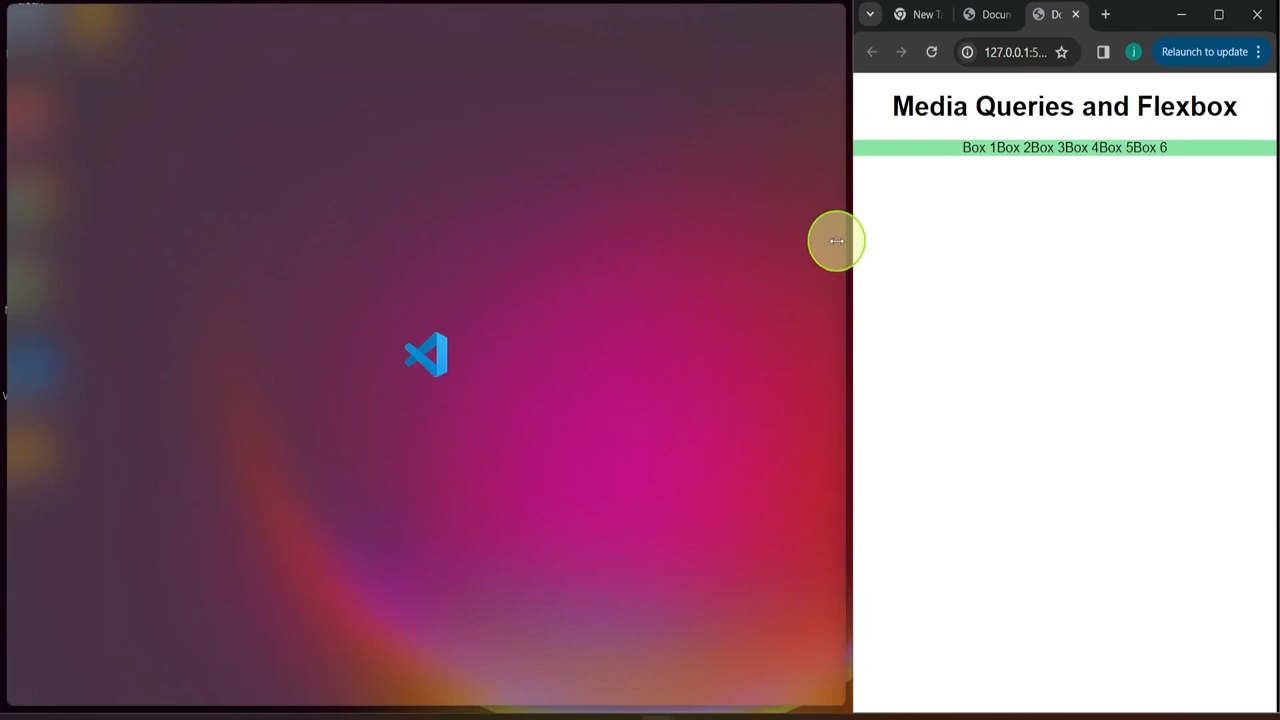 New T
Docun
Do
127.0.0.1:5...
j
Relaunch to update
Media Queries and Flexbox
Box 1Box 2Box 3Box 4Box 5Box 6